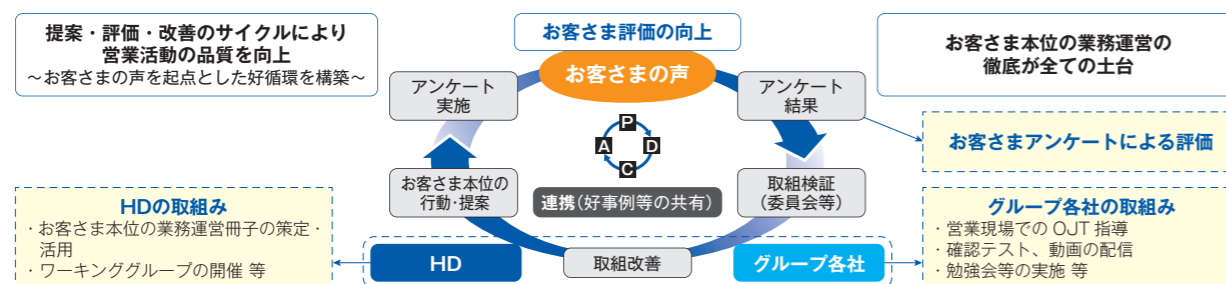 提案・評価・改善のサイクルにより
営業活動の品質を向上
～お客さまの声を起点とした好循環を構築～
お客さま評価の向上
お客さまの声
お客さま本位の業務運営の
徹底が全ての土台
アンケート
実施
アンケート
結果
P
A
D
C
お客さまアンケートによる評価
お客さま本位の
行動・提案
連携(好事例等の共有)
取組検証
(委員会等)
HDの取組み
・お客さま本位の業務運営冊子の策定・
活用
・ワーキンググループの開催 等
HD
取組改善
グループ各社
グループ各社の取組み
・営業現場での OJT 指導
・確認テスト、動画の配信
・勉強会等の実施 等